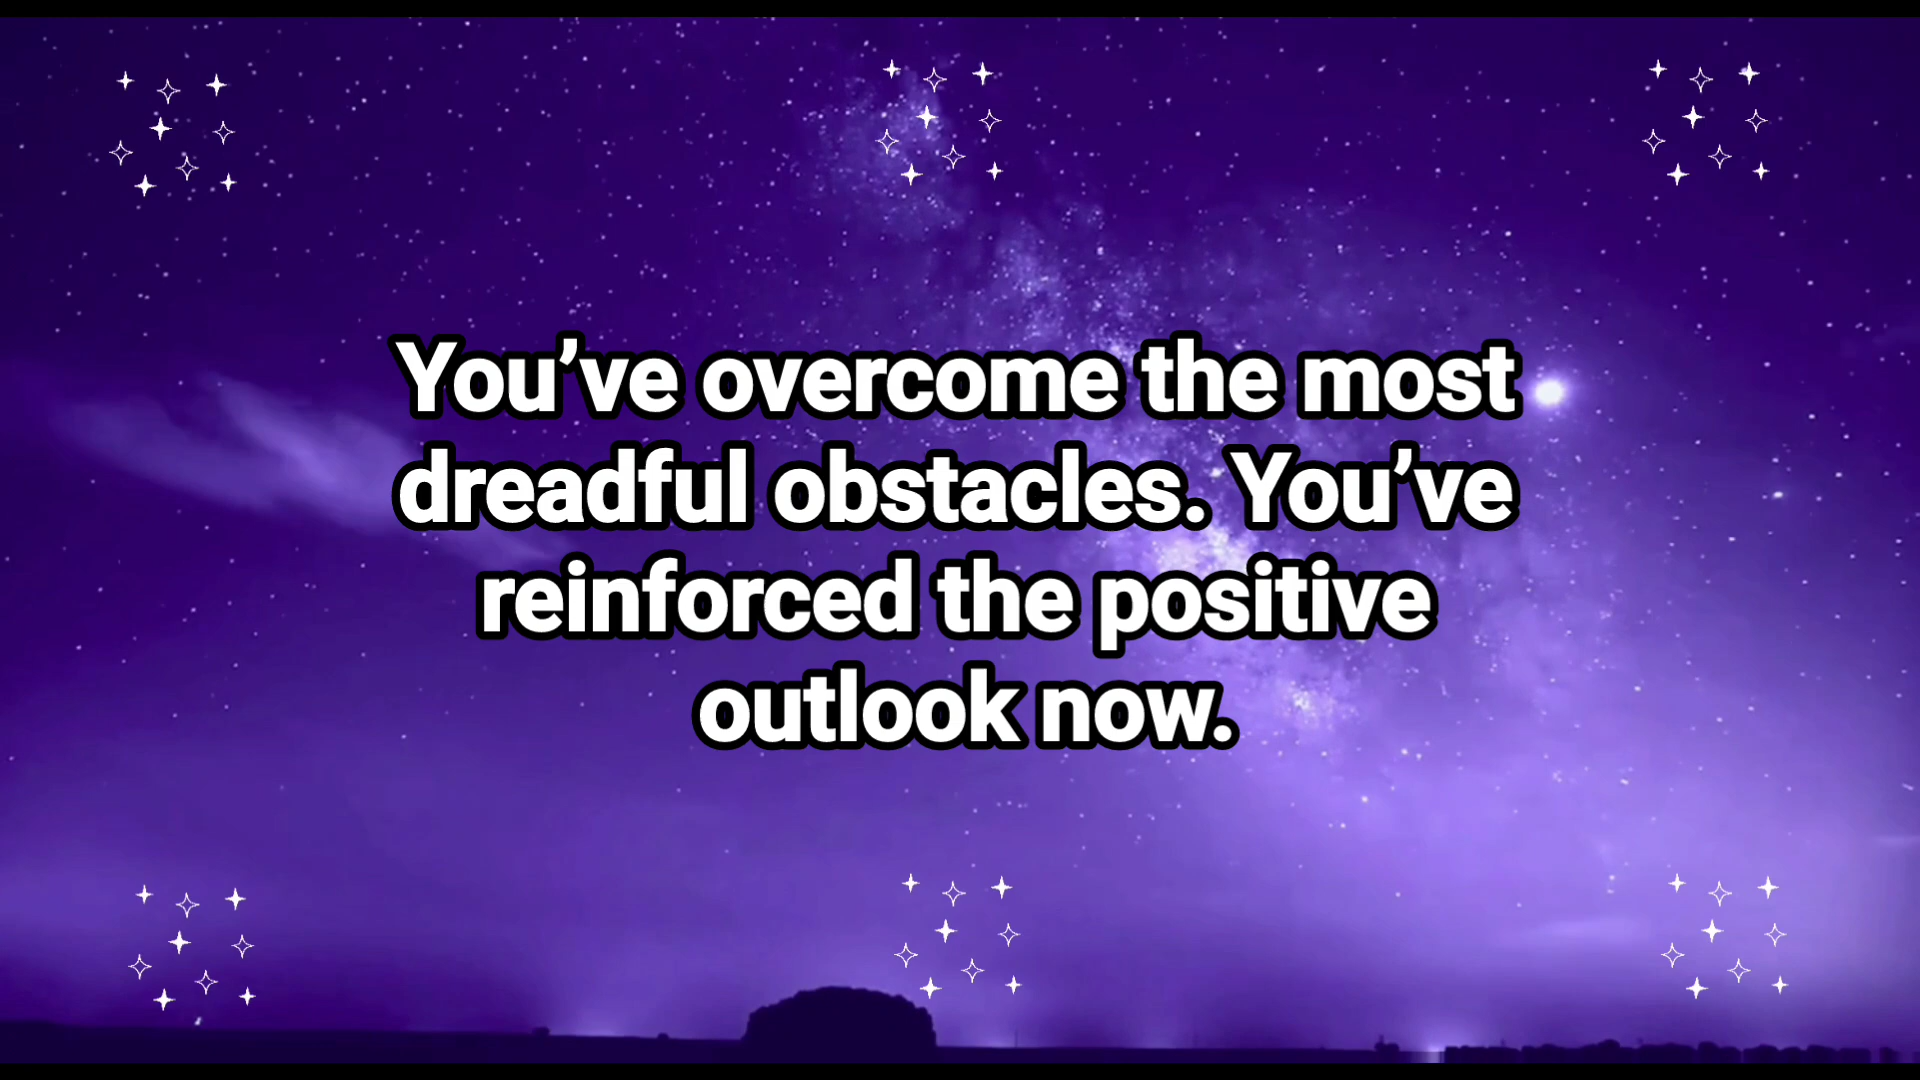 You’ve overcome the most
dreadful obstacles. You’ve
reinforced the positive
outlook now.